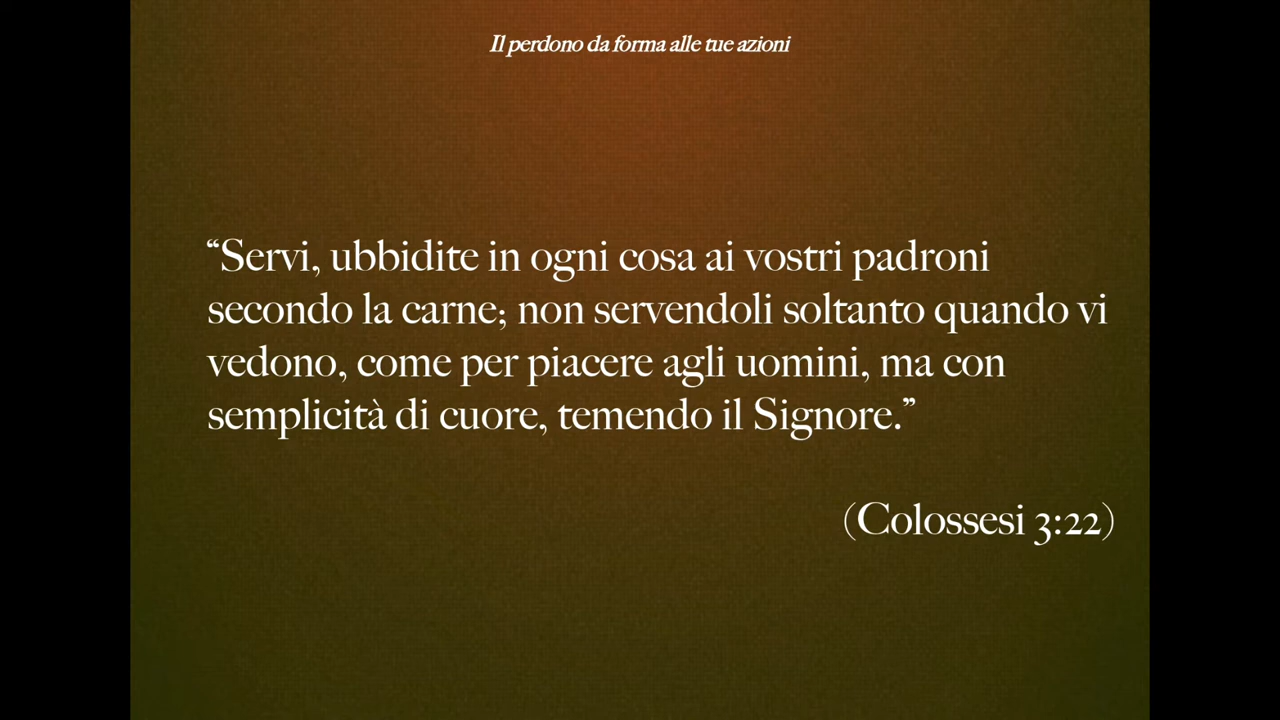 Il perdono da forma alle tue azioni
“Servi, ubbidite in ogni cosa ai vostri padroni
secondo la carne; non servendoli soltanto quando vi
vedono, come per piacere agli uomini, ma con
semplicità di cuore, temendo il Signore.”
(Colossesi 3:22)